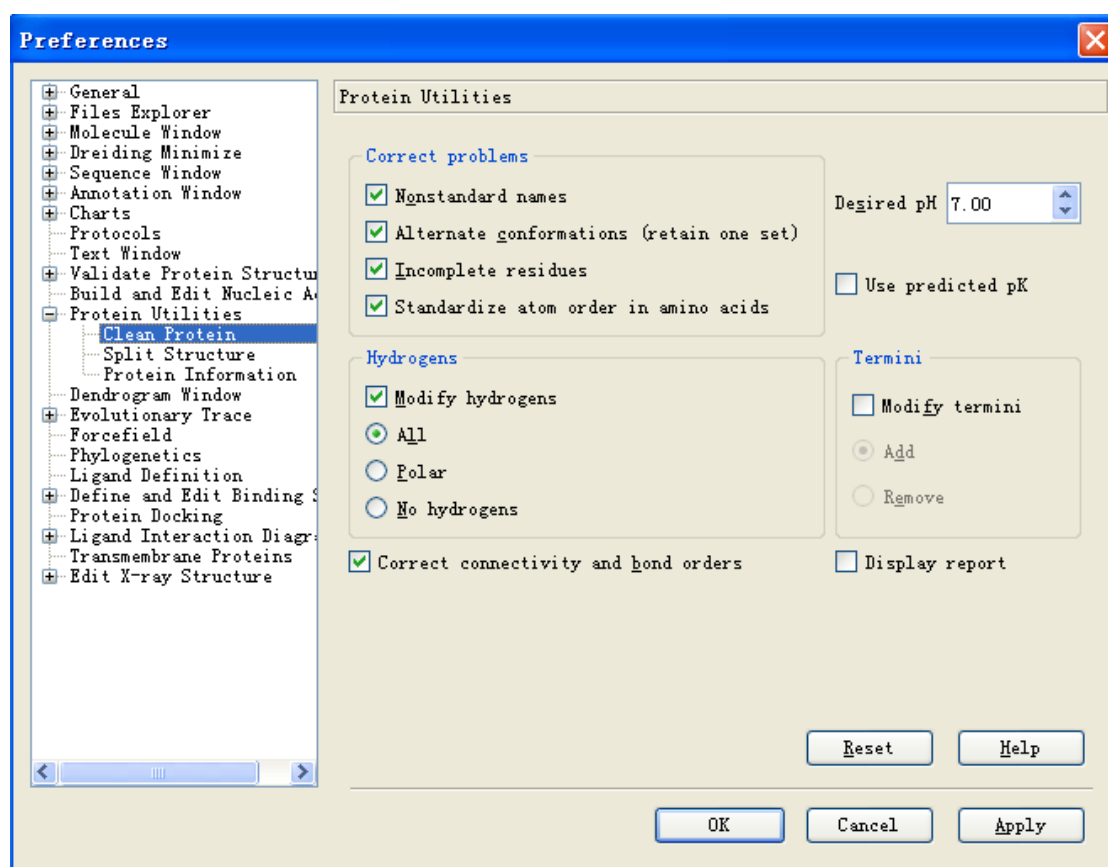 Preferences
General
Files Explorer
Molecule Window
Dreiding Minimize
Sequence Window
Annotation Window
Charts
Protocols
Text Window
Validate Protein Structu
Build and Edit Nucleic A
Protein Utilities
Clean Protein
Split Structure
Protein Information
Dendrogram Window
Evolutionary Trace
Forcefield
Phylogenetics
Ligand Definition
Define and Edit Binding S
Protein Docking
Ligand Interaction Diagra
Transmembrane Proteins
Edit X-ray Structure
Protein Utilities
Correct problems
Nonstandard names
Alternate conformations (retain one set)
Incomplete residues
Standardize atom order in amino acids
Desired pH 7.00
Use predicted pK
Hydrogens
Modify hydrogens
All
Polar
No hydrogens
Termini
Modify termini
Add
Remove
Correct connectivity and bond orders
Display report
Reset
Help
OK
Cancel
Apply